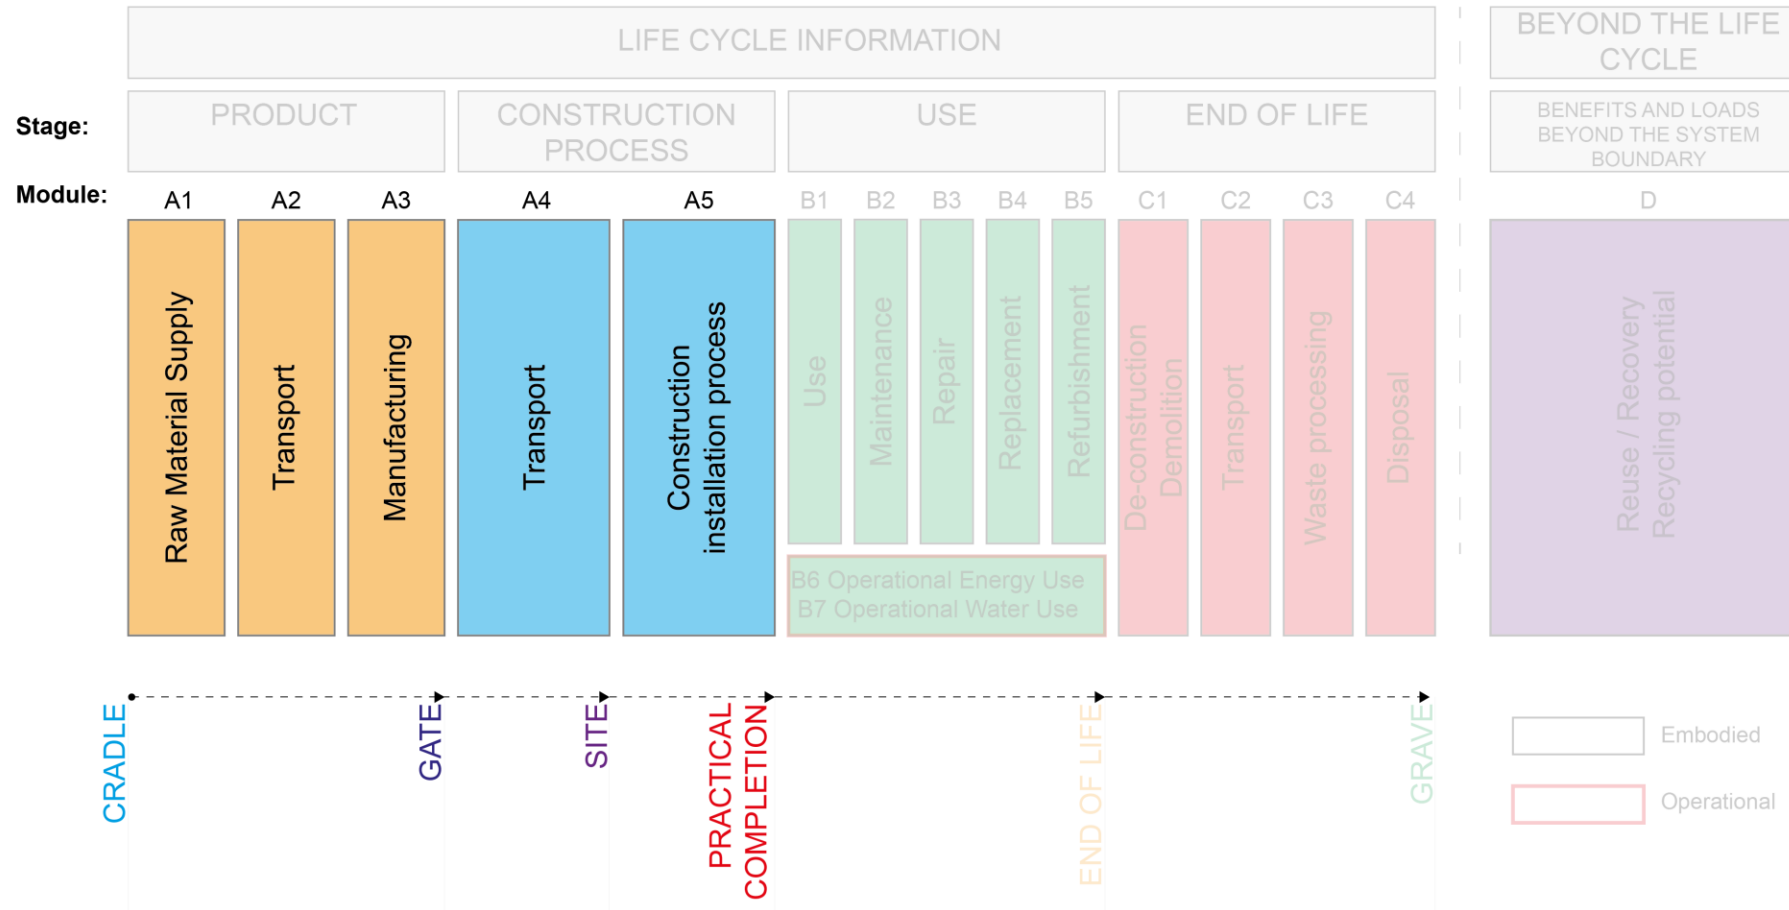 LIFE CYCLE INFORMATION
BEYOND THE LIFE
CYCLE
Stage:
PRODUCT
CONSTRUCTION
PROCESS
USE
END OF LIFE
BENEFITS AND LOADS
BEYOND THE SYSTEM
BOUNDARY
Module:
A1
A2
A3
A4
A5
B1
B2
B3
B4
B5
C1
C2
C3
C4
D
Raw Material Supply
Transport
Manufacturing
Transport
Construction
installation process
Use
Maintenance
Repair
Replacement
Refurbishment
De-construction
Demolition
Transport
Waste processing
Disposal
Reuse / Recovery
Recycling potential
B6 Operational Energy Use
B7 Operational Water Use
CRADLE
GATE
SITE
PRACTICAL
COMPLETION
END OF LIFE
GRAVE
Embodied
Operational